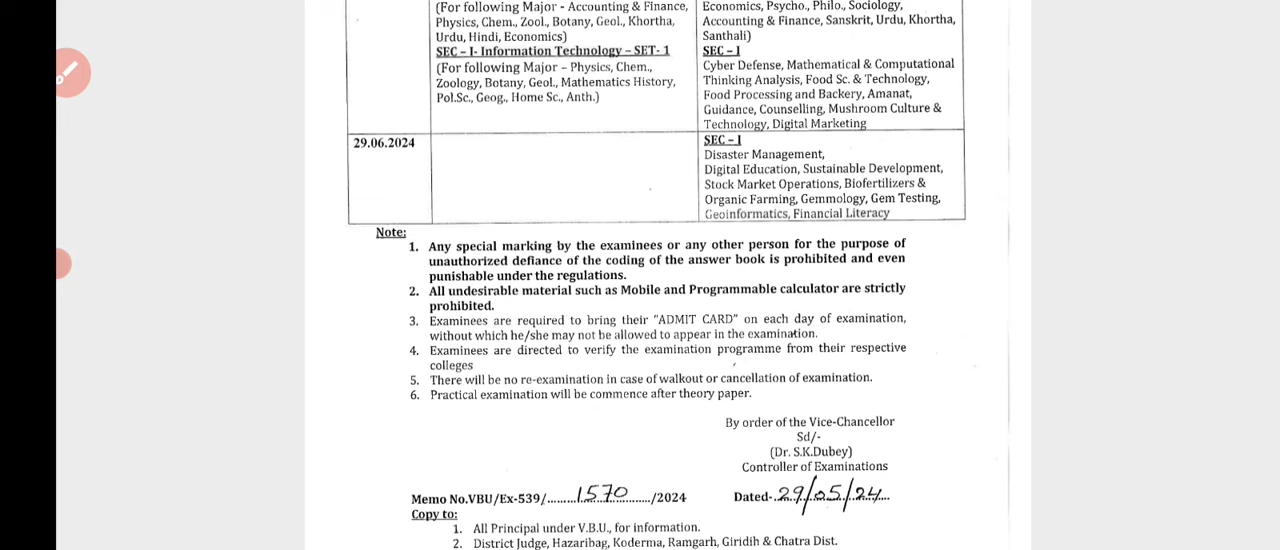 (For following Major - Accounting & Finance,
Physics, Chem., Zool., Botany, Geol., Khortha,
Urdu, Hindi, Economics)
SEC – I- Information Technology – SET- 1
(For following Major – Physics, Chem.,
Zoology, Botany, Geol., Mathematics History,
Pol.Sc., Geog., Home Sc., Anth.)
Economics, Psycho., Philo., Sociology,
Accounting & Finance, Sanskrit, Urdu, Khortha,
Santhali)
SEC – I
Cyber Defense, Mathematical & Computational
Thinking Analysis, Food Sc. & Technology,
Food Processing and Backery, Amanat,
Guidance, Counselling, Mushroom Culture &
Technology, Digital Marketing
29.06.2024
SEC – I
Disaster Management,
Digital Education, Sustainable Development,
Stock Market Operations, Biofertilizers &
Organic Farming, Gemmology, Gem Testing,
Geoinformatics, Financial Literacy
Note:
1. Any special marking by the examinees or any other person for the purpose of
unauthorized defiance of the coding of the answer book is prohibited and even
punishable under the regulations.
2. All undesirable material such as Mobile and Programmable calculator are strictly
prohibited.
3. Examinees are required to bring their "ADMIT CARD" on each day of examination,
without which he/she may not be allowed to appear in the examination.
4. Examinees are directed to verify the examination programme from their respective
colleges
5. There will be no re-examination in case of walkout or cancellation of examination.
6. Practical examination will be commence after theory paper.
By order of the Vice-Chancellor
Sd/-
(Dr. S.K.Dubey)
Controller of Examinations
Memo No.VBU/Ex-539/.........1570........../2024
Dated-.29/05/24....
Copy to:
1. All Principal under V.B.U., for information.
2. District Judge, Hazaribag, Koderma, Ramgarh, Giridih & Chatra Dist.